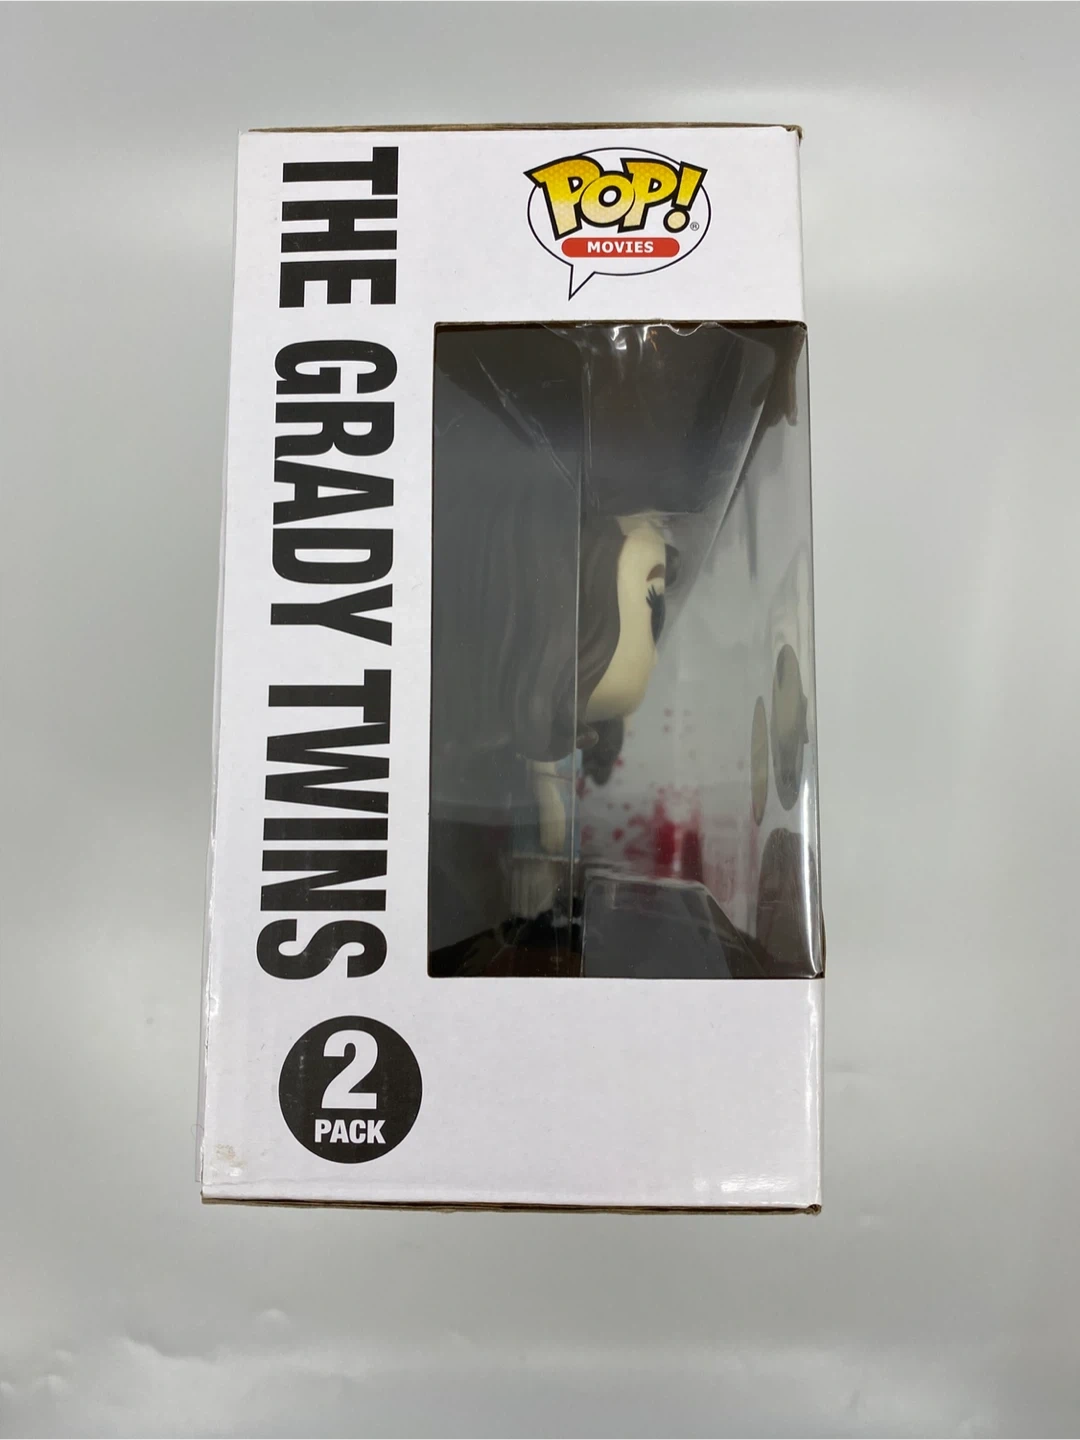 POP!®
MOVIES
THE GRADY TWINS
2
PACK